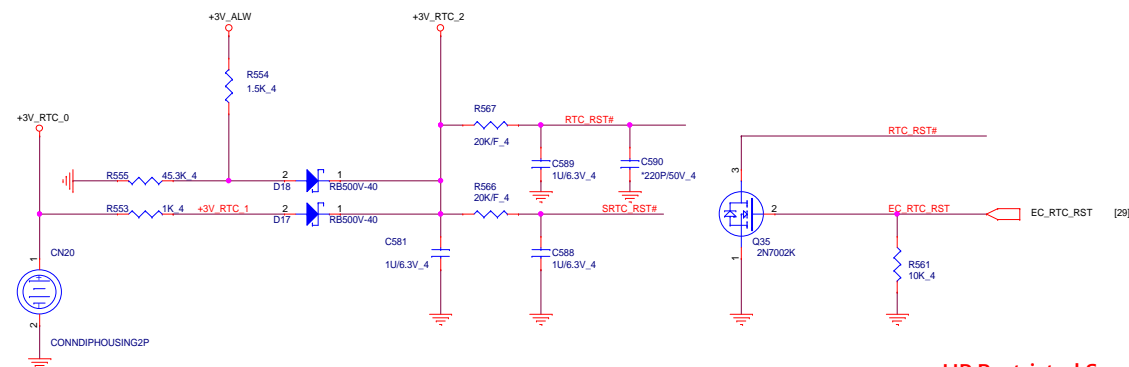 +3V_ALW
+3V_RTC_2
R554
1.5K_4
+3V_RTC_0
R567
RTC_RST#
20K/F_4
RTC_RST#
R555
45.3K_4
2
1
D18
RB500V-40
C589
1U/6.3V_4
C590
*220P/50V_4
3
R566
20K/F_4
R553
1K_4
+3V_RTC_1
2
1
D17
RB500V-40
SRTC_RST#
2
EC_RTC_RST
EC_RTC_RST
[29]
C581
1U/6.3V_4
C588
1U/6.3V_4
Q35
2N7002K
1
R561
10K_4
CN20
1
2
CONNDIPHOUSING2P